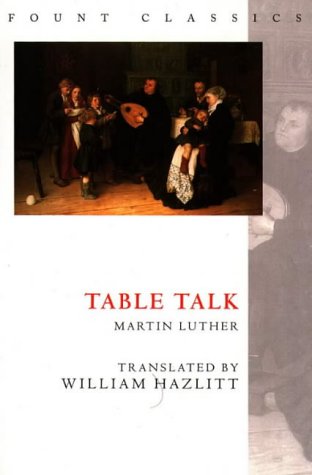 FOUNT CLASSICS
TABLE TALK
MARTIN LUTHER
TRANSLATED BY
WILLIAM HAZLITT